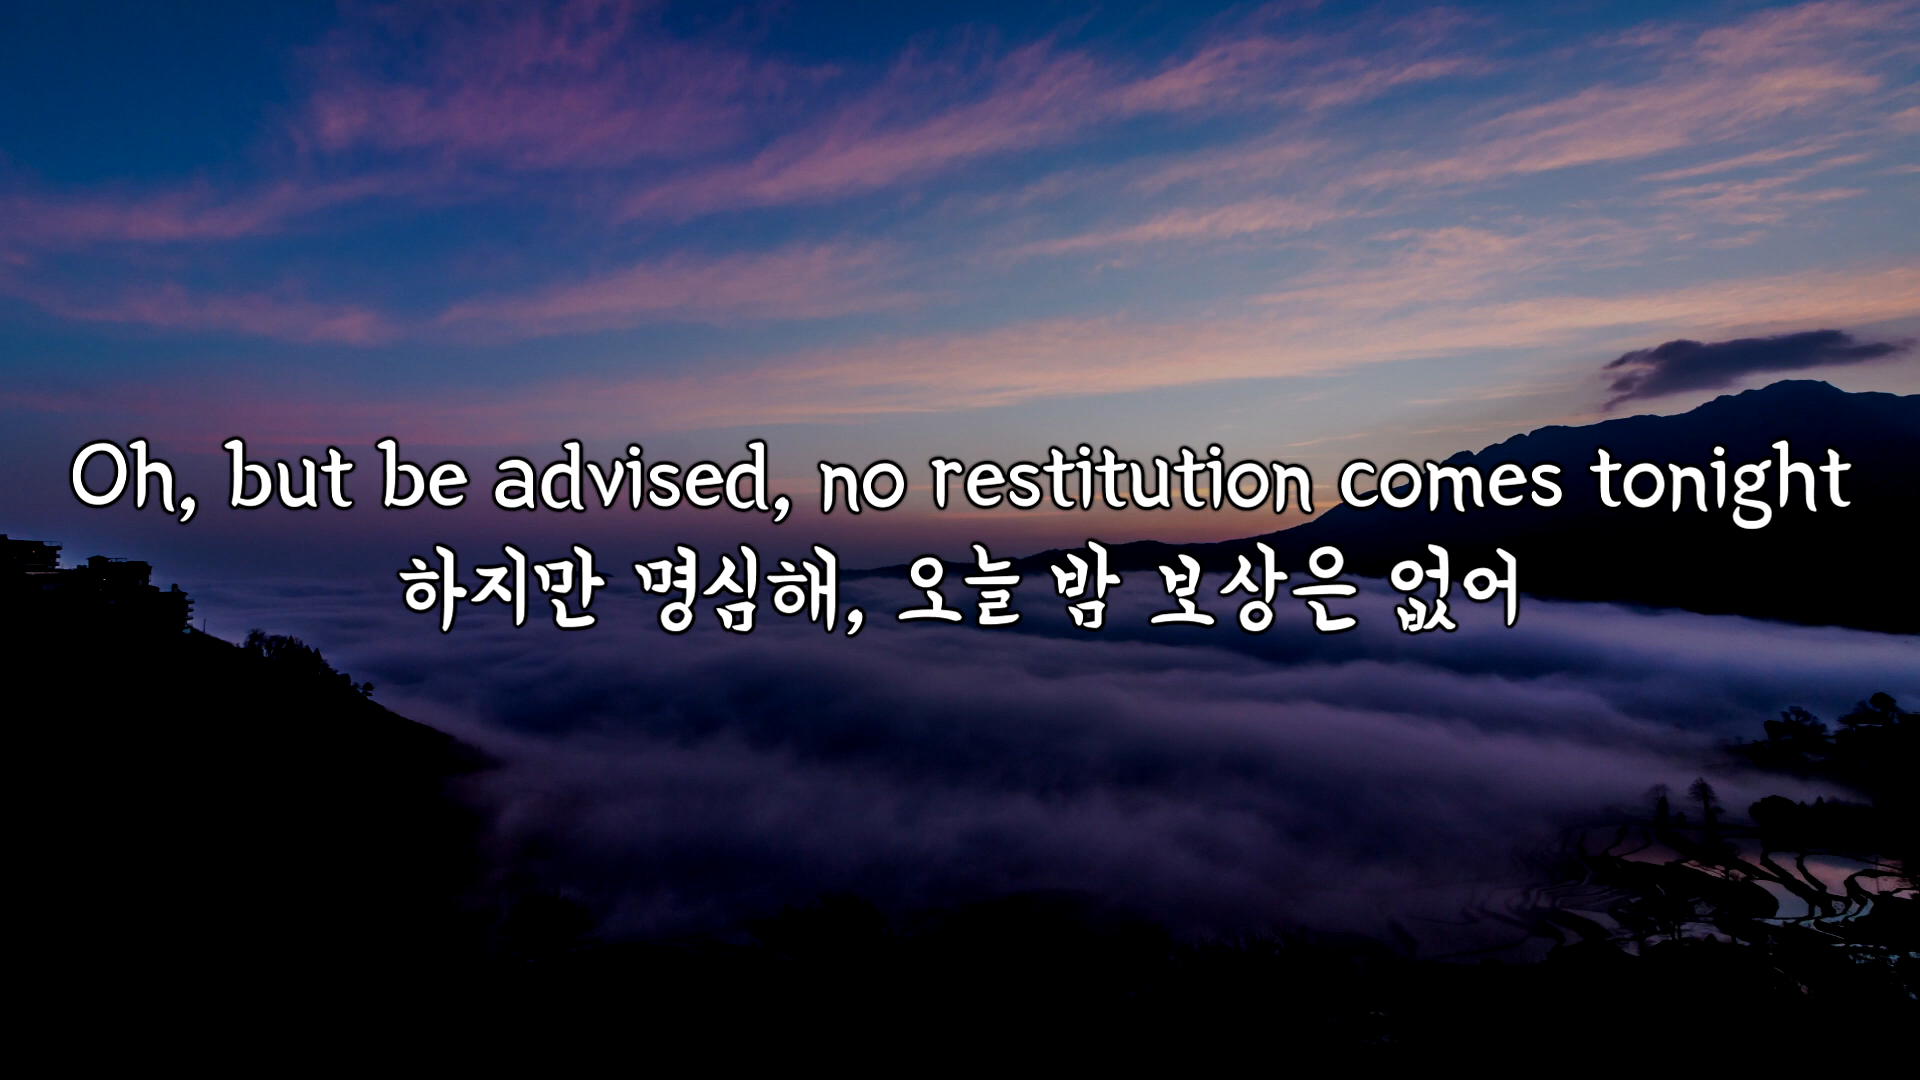 Oh, but be advised, no restitution comes tonight
하지만 명심해, 오늘 밤 보상은 없어